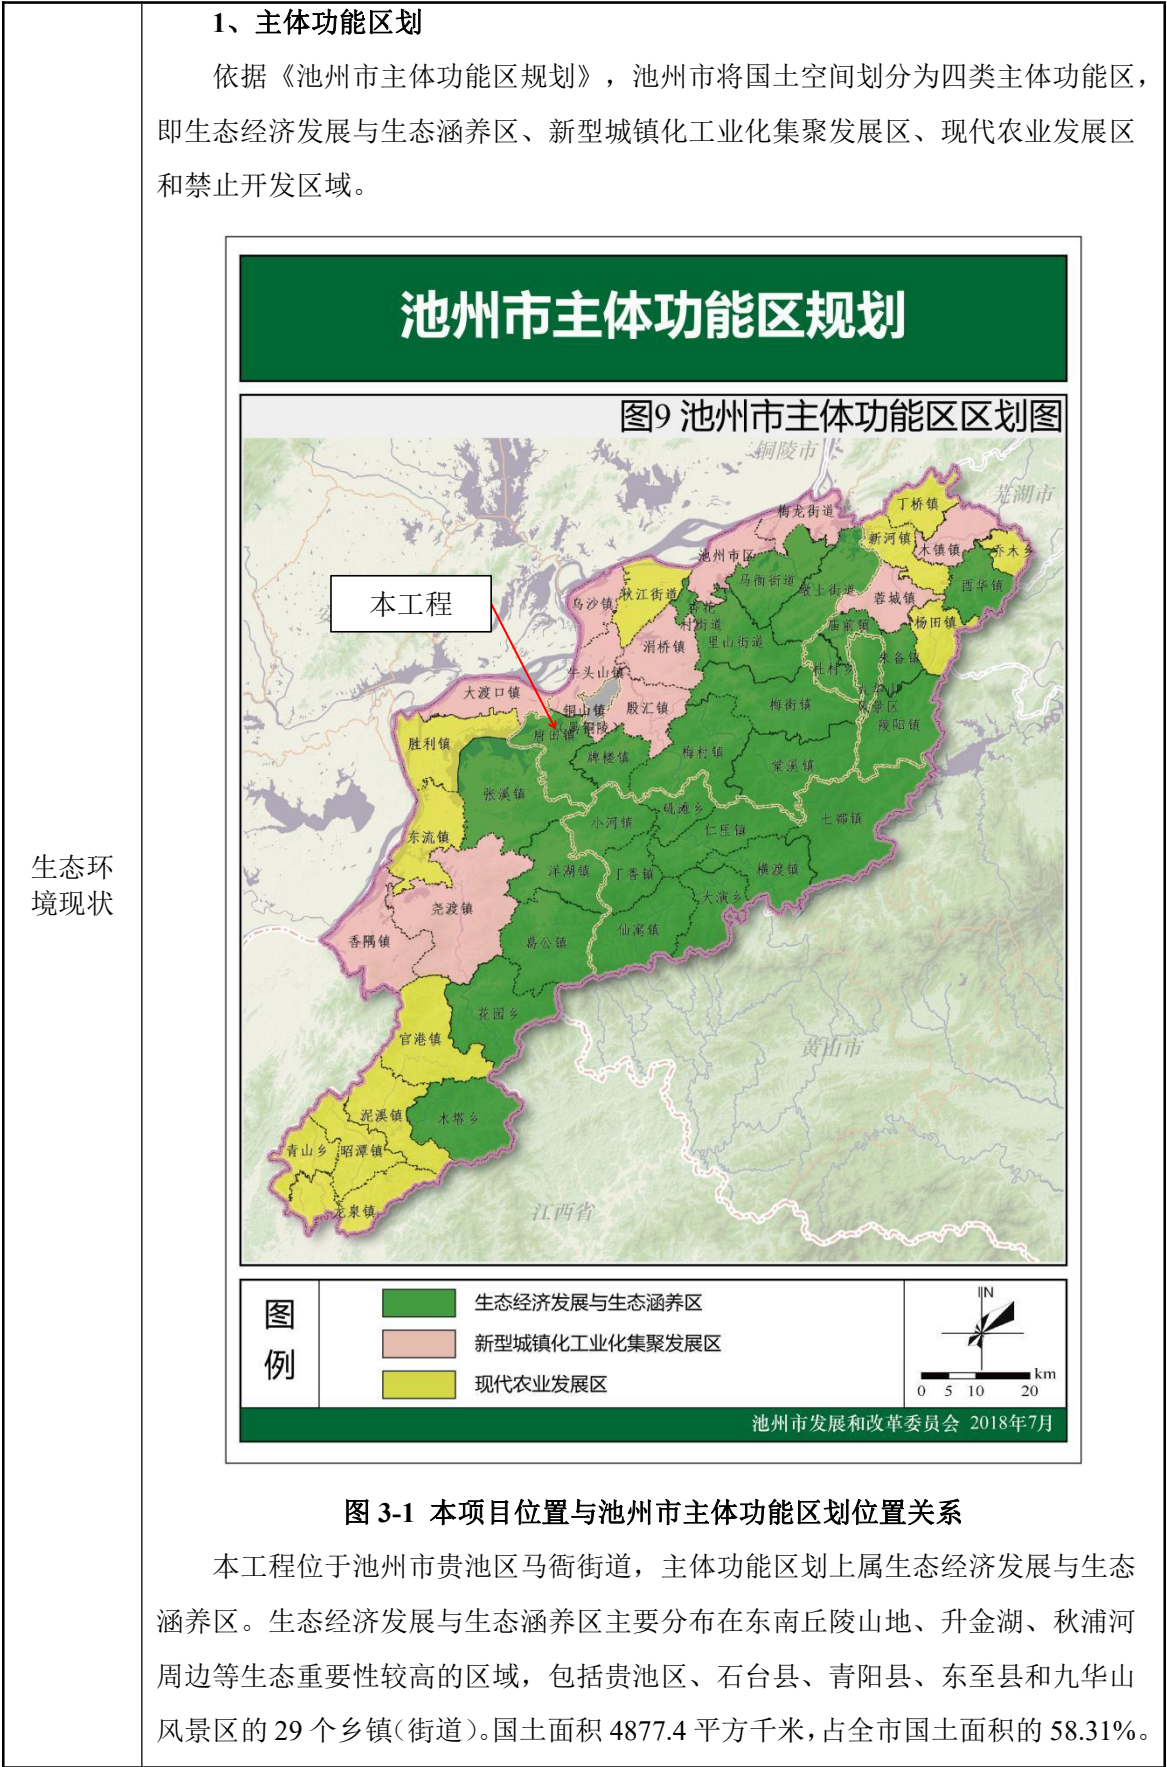 1、主体功能区划
依据《池州市主体功能区规划》，池州市将国土空间划分为四类主体功能区，
即生态经济发展与生态涵养区、新型城镇化工业化集聚发展区、现代农业发展区
和禁止开发区域。
池州市主体功能区规划
图9 池州市主体功能区区划图
铜陵市
芜湖市
丁桥镇
梅龙街道
新河镇
木镇镇
乔木乡
池州市区
马衙街道
墩上街道
酉华镇
本工程
乌沙镇
秋江街道
杏花
村街道
蓉城镇
杨田镇
庙前镇
涓桥镇
里山街道
朱备镇
杜村乡
牛头山镇
九华山
风景区
大渡口镇
铜山镇
殷汇镇
梅街镇
陵阳镇
唐田镇
胜利镇
牌楼镇
梅村镇
棠溪镇
张溪镇
矶滩乡
小河镇
仁里镇
七都镇
东流镇
洋湖镇
丁香镇
横渡镇
大演乡
尧渡镇
仙寓镇
香隅镇
葛公镇
花园乡
官港镇
黄山市
泥溪镇
木塔乡
青山乡
昭潭镇
龙泉镇
江西省
图
例
生态经济发展与生态涵养区
新型城镇化工业化集聚发展区
现代农业发展区
N
km
0 5 10 20
池州市发展和改革委员会 2018年7月
图 3-1 本项目位置与池州市主体功能区划位置关系
生态环
境现状
本工程位于池州市贵池区马衙街道，主体功能区划上属生态经济发展与生态
涵养区。生态经济发展与生态涵养区主要分布在东南丘陵山地、升金湖、秋浦河
周边等生态重要性较高的区域，包括贵池区、石台县、青阳县、东至县和九华山
风景区的 29 个乡镇（街道）。国土面积 4877.4 平方千米，占全市国土面积的 58.31%。